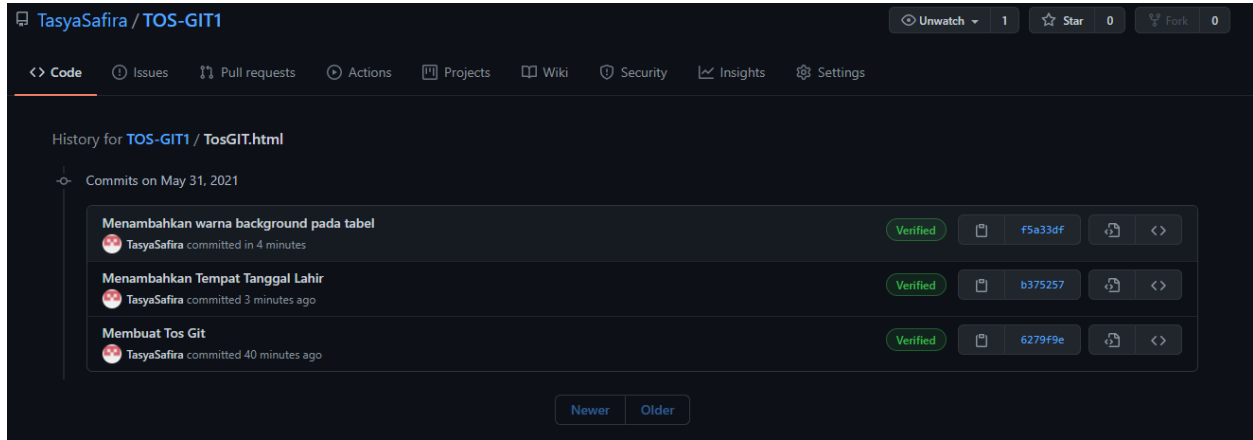 TasyaSafira / TOS-GIT1 Unwatch 1 Star 0 Fork 0
Code Issues Pull requests Actions Projects Wiki Security Insights Settings
History for TOS-GIT1 / TosGIT.html
Commits on May 31, 2021
Menambahkan warna background pada tabel
TasyaSafira committed in 4 minutes
Verified f5a33df
Menambahkan Tempat Tanggal Lahir
TasyaSafira committed 3 minutes ago
Verified b375257
Membuat Tos Git
TasyaSafira committed 40 minutes ago
Verified 6279f9e
Newer Older